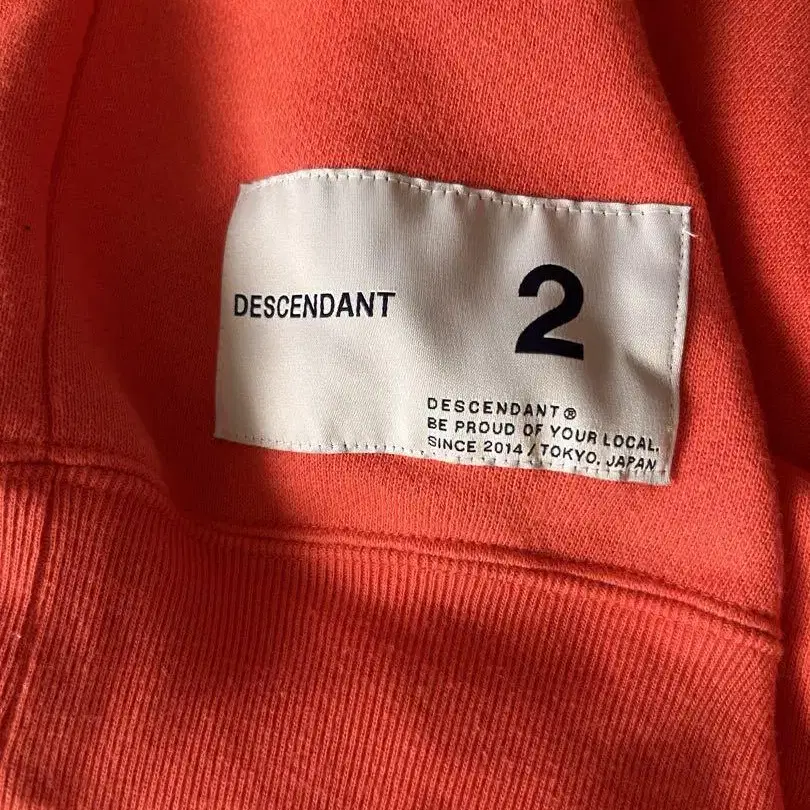 DESCENDANT
2
DESCENDANT®
BE PROUD OF YOUR LOCAL.
SINCE 2014 / TOKYO. JAPAN